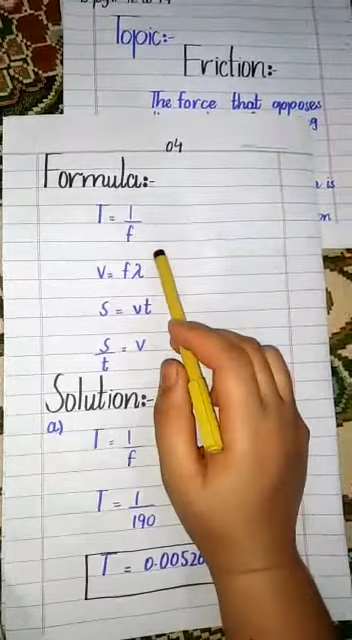 Topic:-
Friction:-
The force that opposes
04
Formula:-
T = 1/f
v = fλ
S = vt
S/t = v
Solution:-
a) T = 1/f
T = 1/190
T = 0.00526